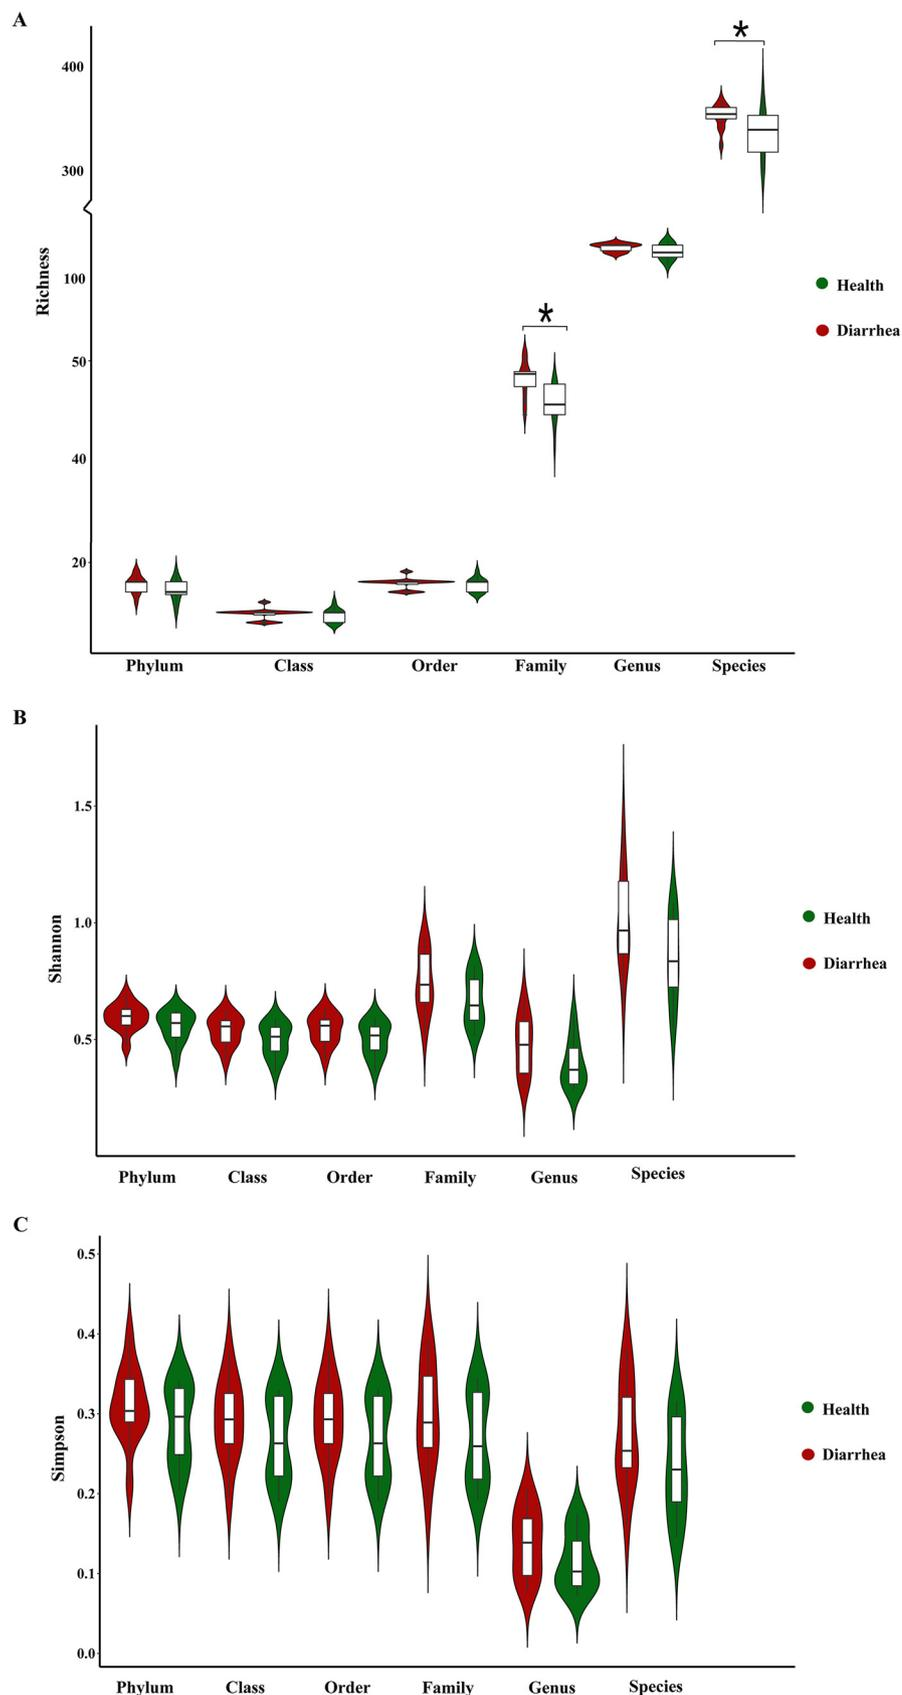 A
*
400
300
Richness
100
Health
*
Diarrhea
50
40
20
Phylum Class Order Family Genus Species
B
1.5
Shannon
1.0
Health
Diarrhea
0.5
Phylum Class Order Family Genus Species
C
0.5
0.4
Simpson
0.3
Health
Diarrhea
0.2
0.1
0.0
Phylum Class Order Family Genus Species